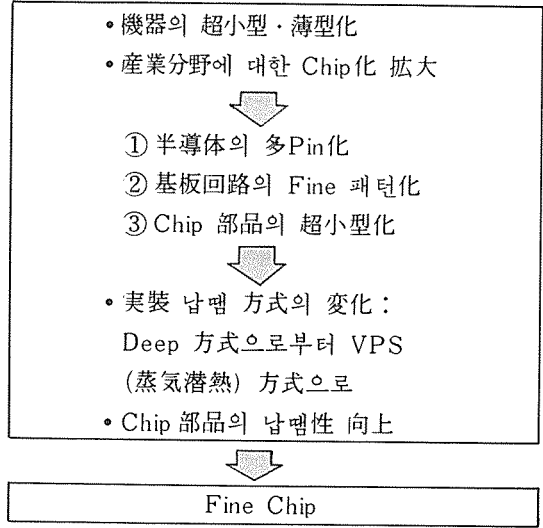 • 機器의 超小型 · 薄型化
• 産業分野에 대한 Chip化 拡大
① 半導体의 多Pin化
② 基板回路의 Fine 패턴化
③ Chip 部品의 超小型化
• 実裝 납땜 方式의 変化 :
Deep 方式으로부터 VPS
(蒸気潜熱) 方式으로
• Chip 部品의 납땜性 向上
Fine Chip